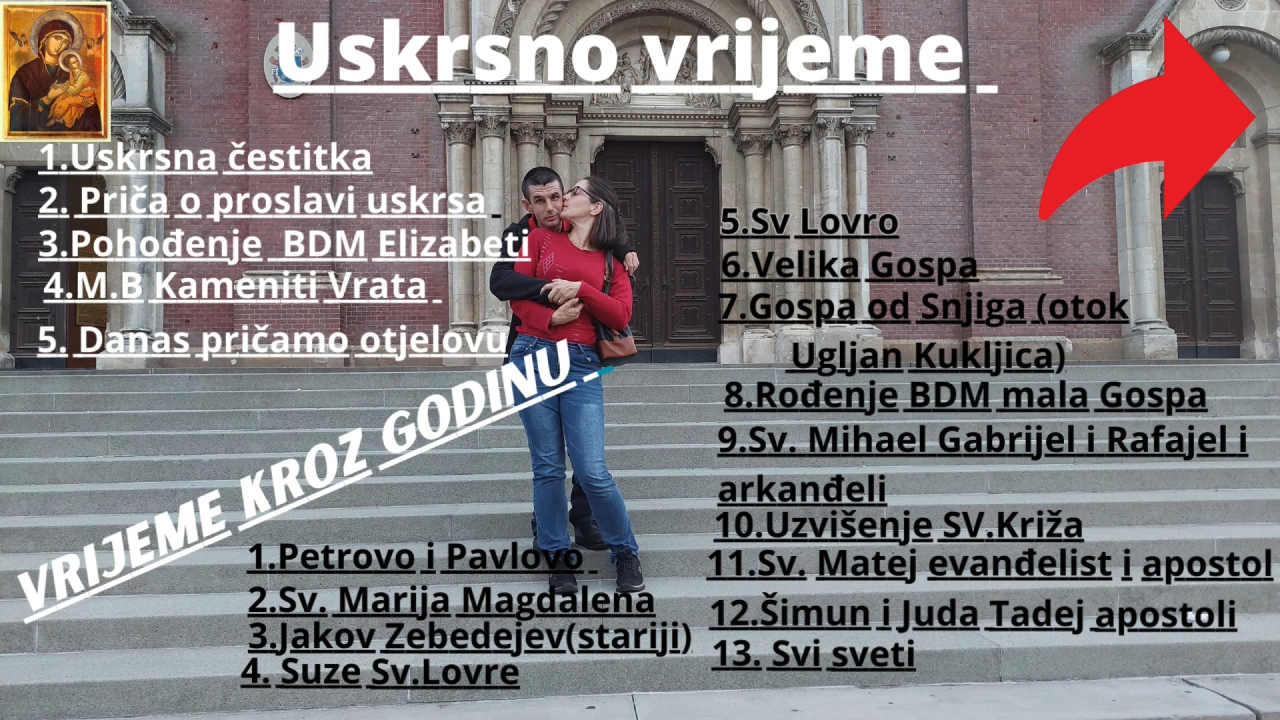 Uskrsno vrijeme
1.Uskrsna čestitka
2. Priča o proslavi uskrsa
3.Pohođenje BDM Elizabeti
4.M.B Kameniti Vrata
5. Danas pričamo otjelovu
VRIJEME KROZ GODINU
1.Petrovo i Pavlovo
2.Sv. Marija Magdalena
3.Jakov Zebedejev(stariji)
4. Suze Sv.Lovre
5.Sv Lovro
6.Velika Gospa
7.Gospa od Snjiga (otok
Ugljan Kukljica)
8.Rođenje BDM mala Gospa
9.Sv. Mihael Gabrijel i Rafajel i
arkanđeli
10.Uzvišenje SV.Križa
11.Sv. Matej evanđelist i apostol
12.Šimun i Juda Tadej apostoli
13. Svi sveti